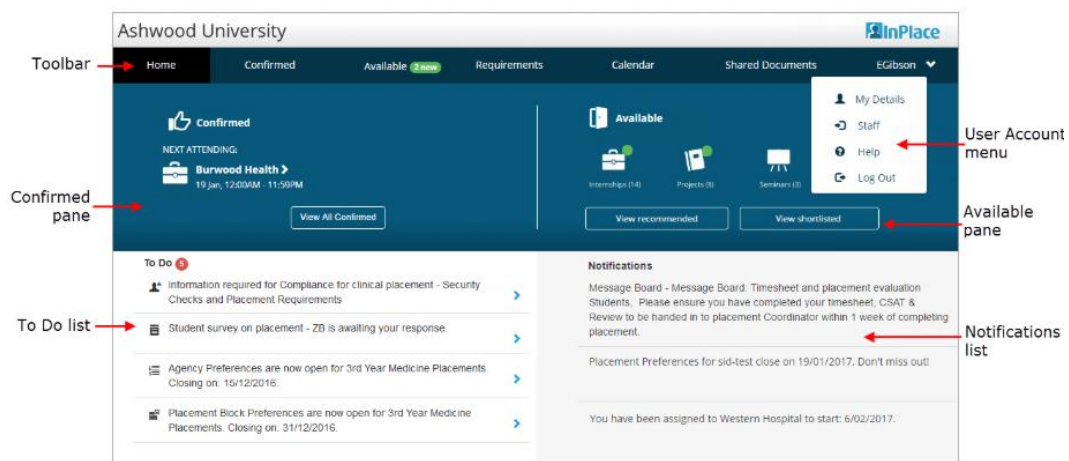 Ashwood University
InPlace
Toolbar
Home Confirmed Available 2 new Requirements Calendar Shared Documents EGibson
My Details
Staff
Help
Log Out
User Account
menu
Confirmed
NEXT ATTENDING:
Burwood Health
19 Jan, 12:00AM - 11:59PM
View All Confirmed
Confirmed
pane
Available
Internships (14) Projects (8) Seminars (3)
View recommended View shortlisted
Available
pane
To Do 5
Information required for Compliance for clinical placement - Security
Checks and Placement Requirements
Student survey on placement - ZB is awaiting your response.
Agency Preferences are now open for 3rd Year Medicine Placements.
Closing on: 15/12/2016.
Placement Block Preferences are now open for 3rd Year Medicine
Placements. Closing on: 31/12/2016.
To Do list
Notifications
Message Board - Message Board: Timesheet and placement evaluation
Students, Please ensure you have completed your timesheet, CSAT &
Review to be handed in to placement Coordinator within 1 week of completing
placement.
Placement Preferences for sid-test close on 19/01/2017. Don't miss out!
You have been assigned to Western Hospital to start: 6/02/2017.
Notifications
list